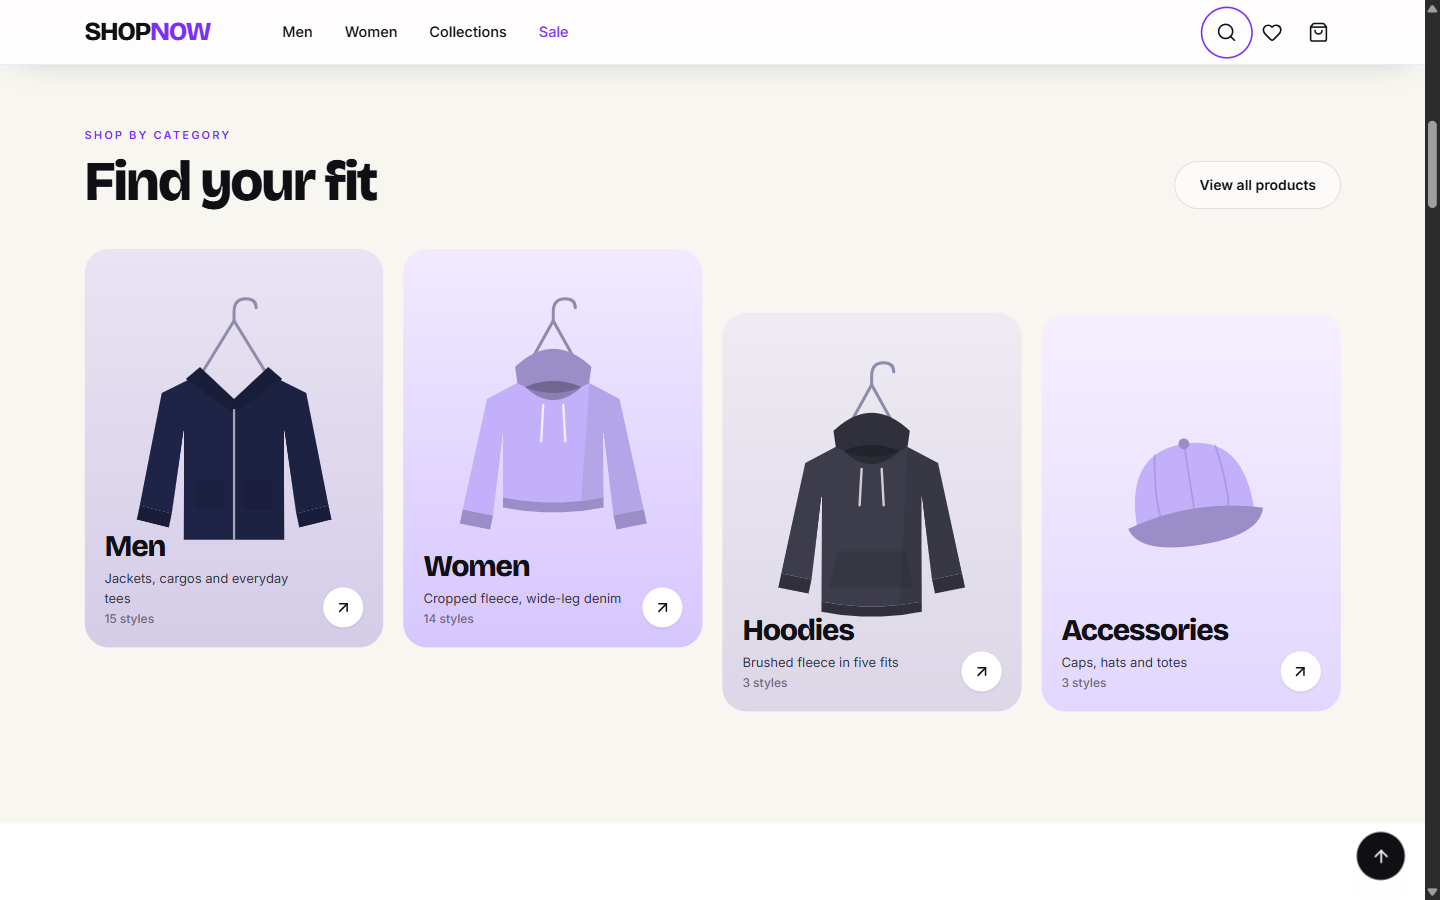 SHOPNOW
Men
Women
Collections
Sale
SHOP BY CATEGORY
Find your fit
View all products
Men
Jackets, cargos and everyday
tees
15 styles
Women
Cropped fleece, wide-leg denim
14 styles
Hoodies
Brushed fleece in five fits
3 styles
Accessories
Caps, hats and totes
3 styles